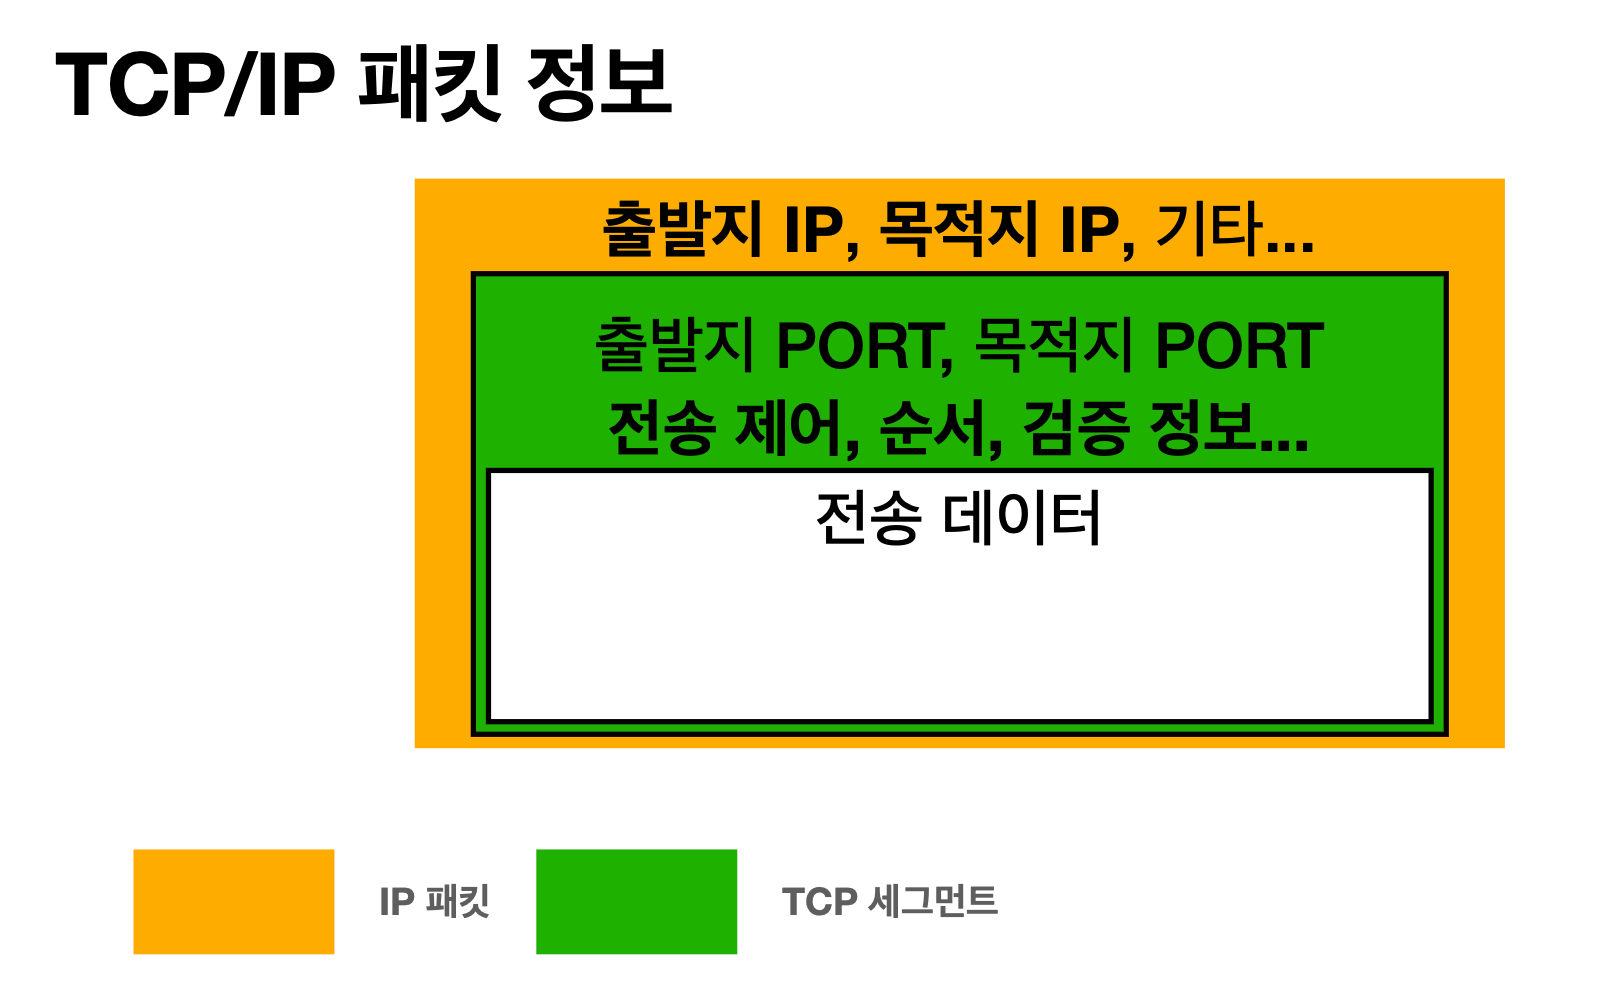 TCP/IP 패킷 정보
출발지 IP, 목적지 IP, 기타...
출발지 PORT, 목적지 PORT
전송 제어, 순서, 검증 정보...
전송 데이터
IP 패킷
TCP 세그먼트